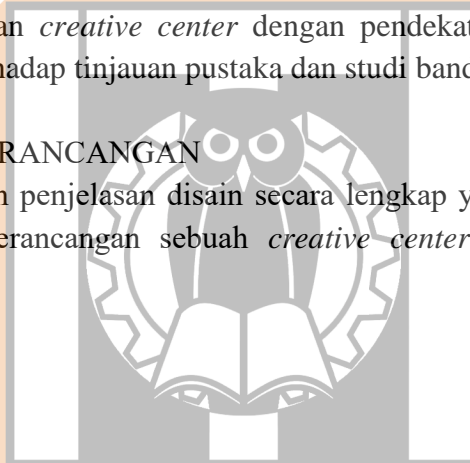 an creative center dengan pendekat
hadap tinjauan pustaka dan studi band
RANCANGAN
n penjelasan disain secara lengkap y
erancangan sebuah creative center